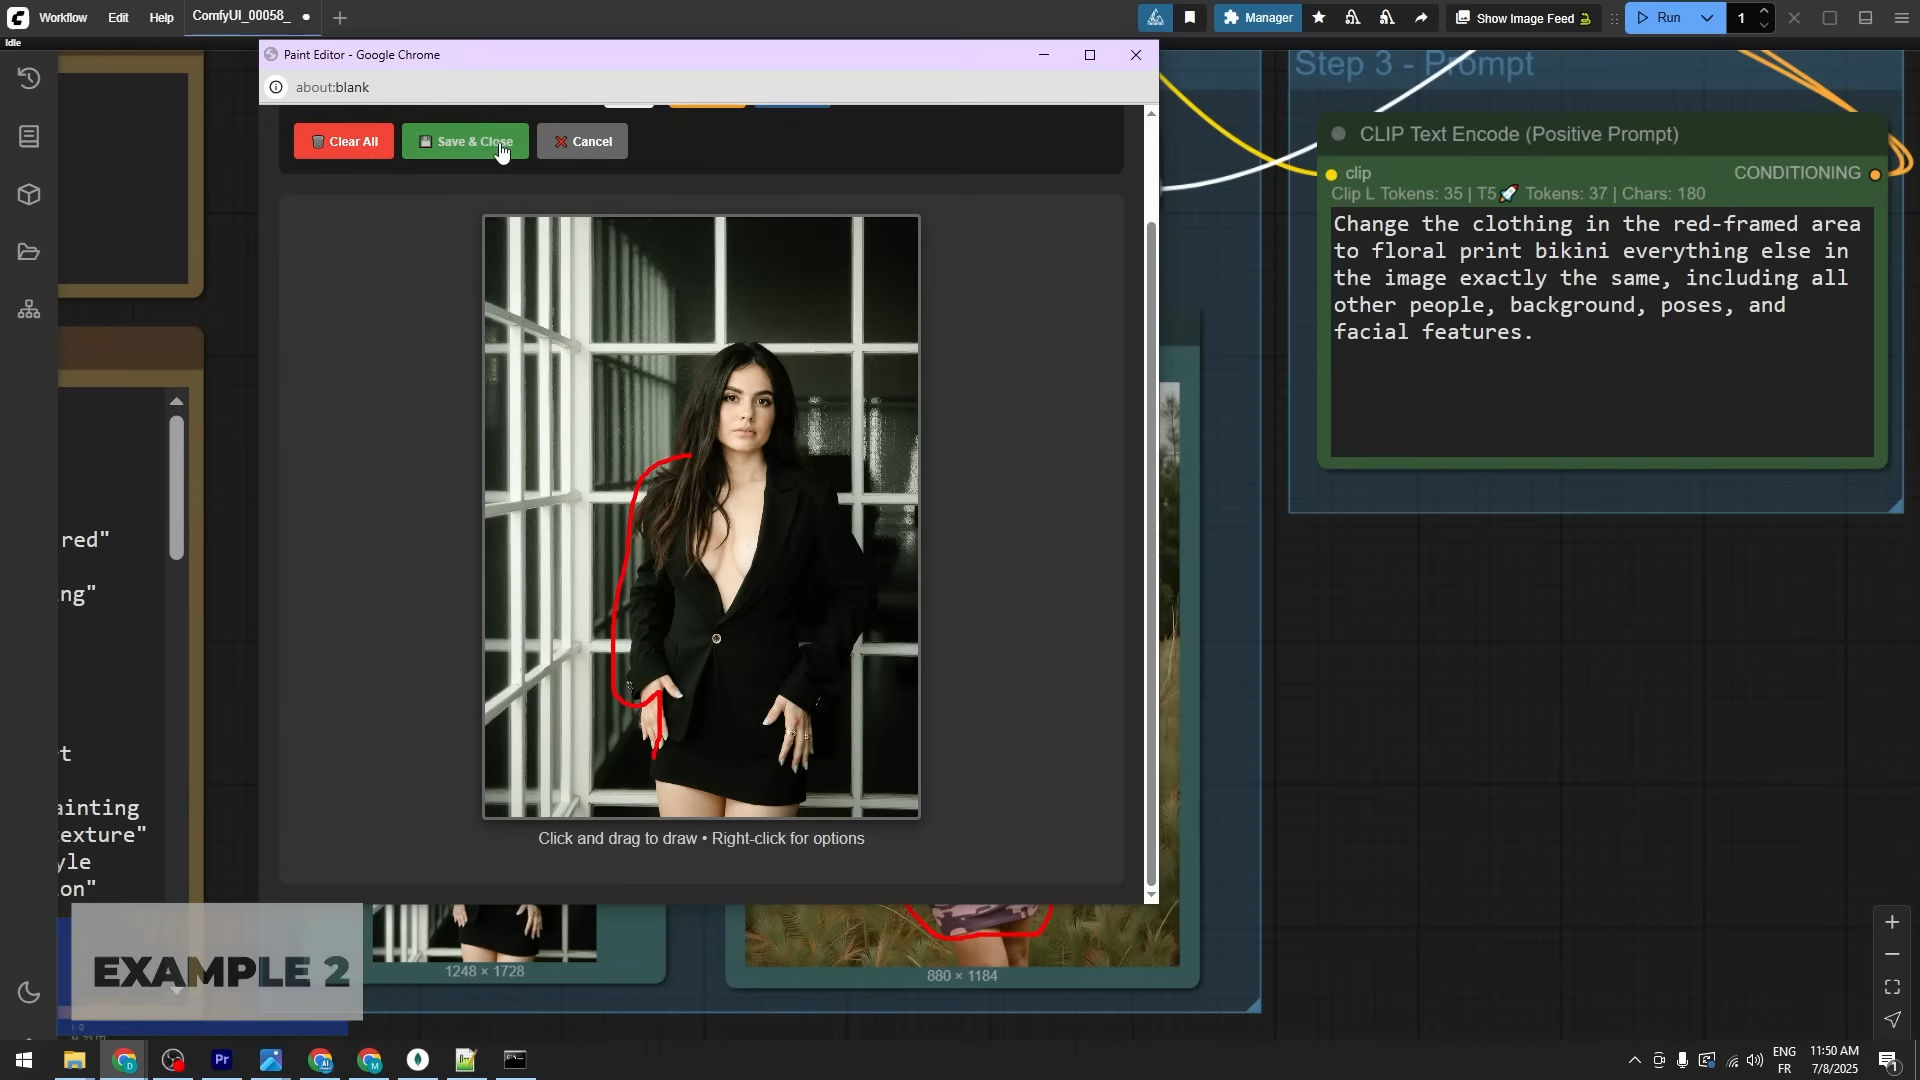 Workflow
Edit
Help
ComfyUI_00058_
Manager
Show Image Feed
Run
1
Idle
Paint Editor - Google Chrome
about:blank
Clear All
Save & Close
Cancel
Click and drag to draw • Right-click for options
Step 3 - Prompt
CLIP Text Encode (Positive Prompt)
clip
CONDITIONING
Clip L Tokens: 35 | T5🚀 Tokens: 37 | Chars: 180
Change the clothing in the red-framed area
to floral print bikini everything else in
the image exactly the same, including all
other people, background, poses, and
facial features.
red"
ng"
t
ainting
exture"
yle
on"
EXAMPLE 2
1248 × 1728
880 × 1184
Pr
AI
M
D
ENG
FR
11:50 AM
7/8/2025
1